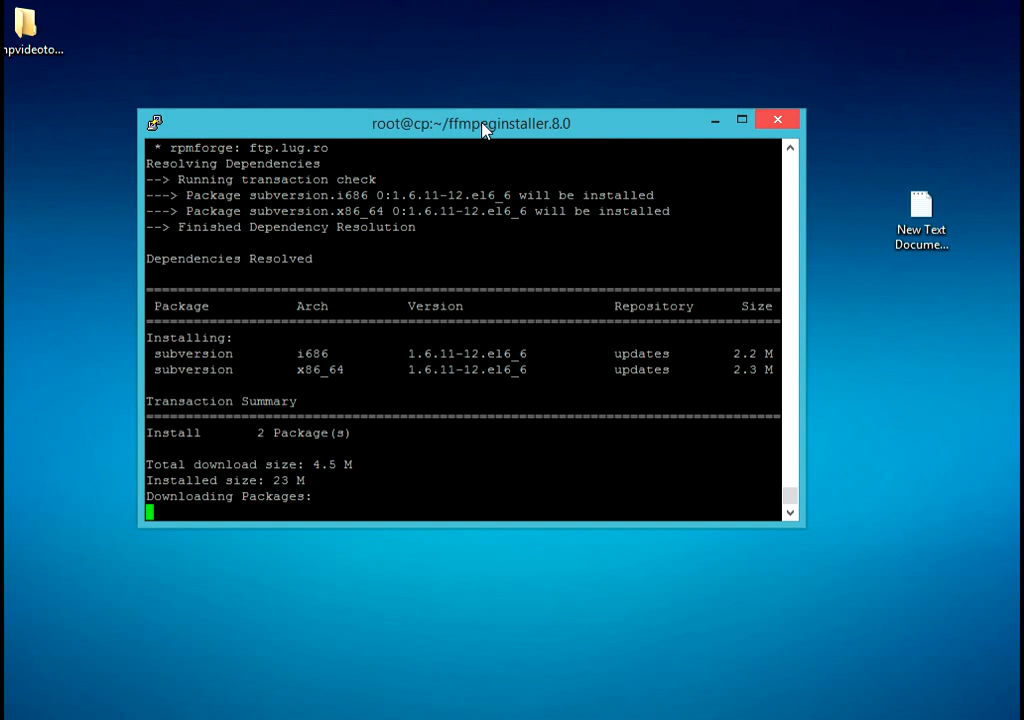 npvideoto...
root@cp:~/ffmpeginstaller.8.0
* rpmforge: ftp.lug.ro
Resolving Dependencies
--> Running transaction check
---> Package subversion.i686 0:1.6.11-12.el6_6 will be installed
---> Package subversion.x86_64 0:1.6.11-12.el6_6 will be installed
--> Finished Dependency Resolution
Dependencies Resolved
================================================================================
Package Arch Version Repository Size
================================================================================
Installing:
subversion i686 1.6.11-12.el6_6 updates 2.2 M
subversion x86_64 1.6.11-12.el6_6 updates 2.3 M
Transaction Summary
================================================================================
Install 2 Package(s)
Total download size: 4.5 M
Installed size: 23 M
Downloading Packages:
New Text
Docume...